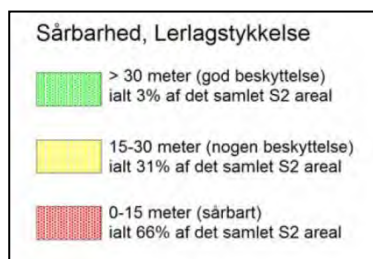 Sårbarhed, Lerlagstykkelse
> 30 meter (god beskyttelse)
ialt 3% af det samlet S2 areal
15-30 meter (nogen beskyttelse)
ialt 31% af det samlet S2 areal
0-15 meter (sårbart)
ialt 66% af det samlet S2 areal